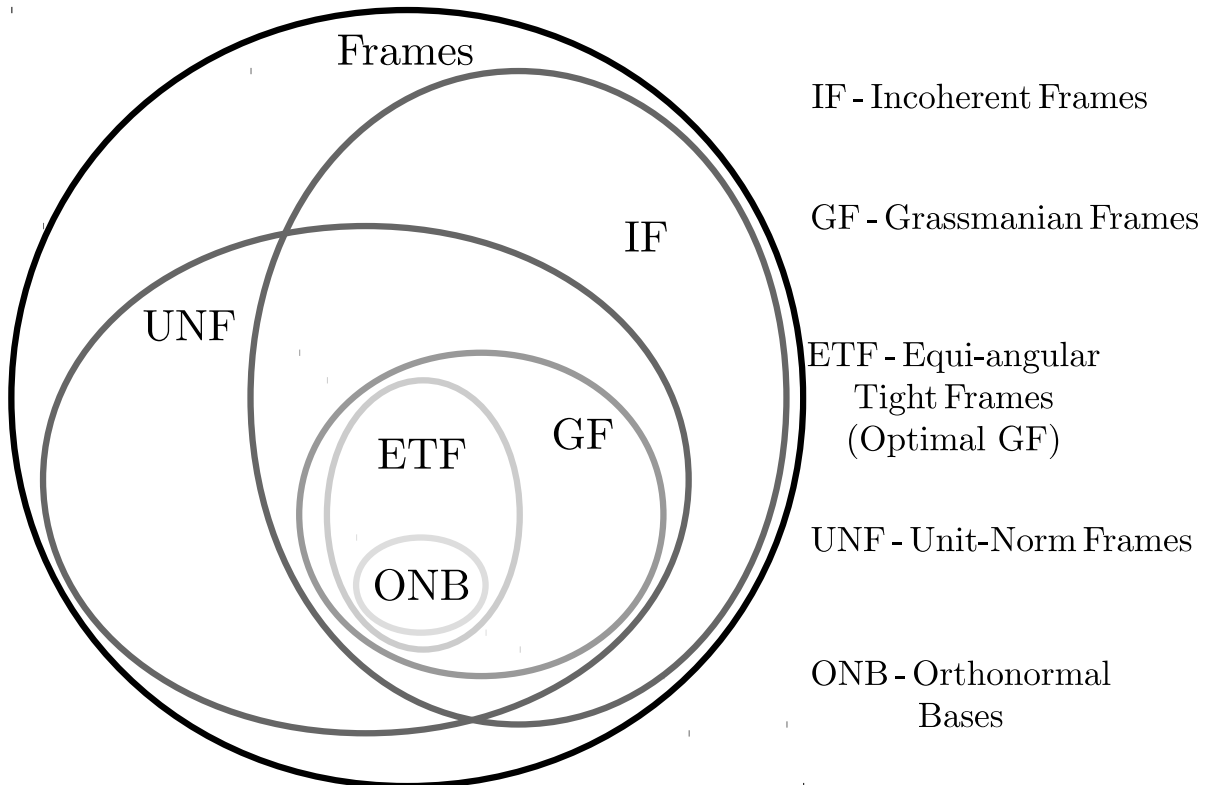 Frames
IF
UNF
GF
ETF
ONB
IF - Incoherent Frames
GF - Grassmanian Frames
ETF - Equi-angular
Tight Frames
(Optimal GF)
UNF - Unit-Norm Frames
ONB - Orthonormal
Bases